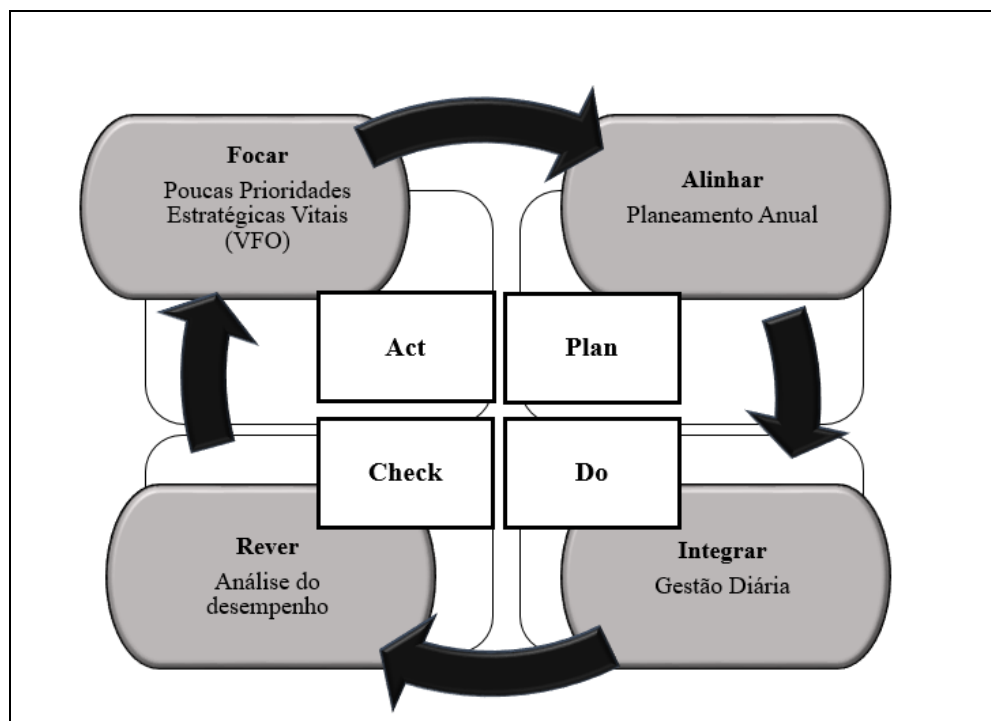 Focar
Poucas Prioridades
Estratégicas Vitais
(VFO)
Alinhar
Planeamento Anual
Act
Plan
Check
Do
Rever
Análise do
desempenho
Integrar
Gestão Diária